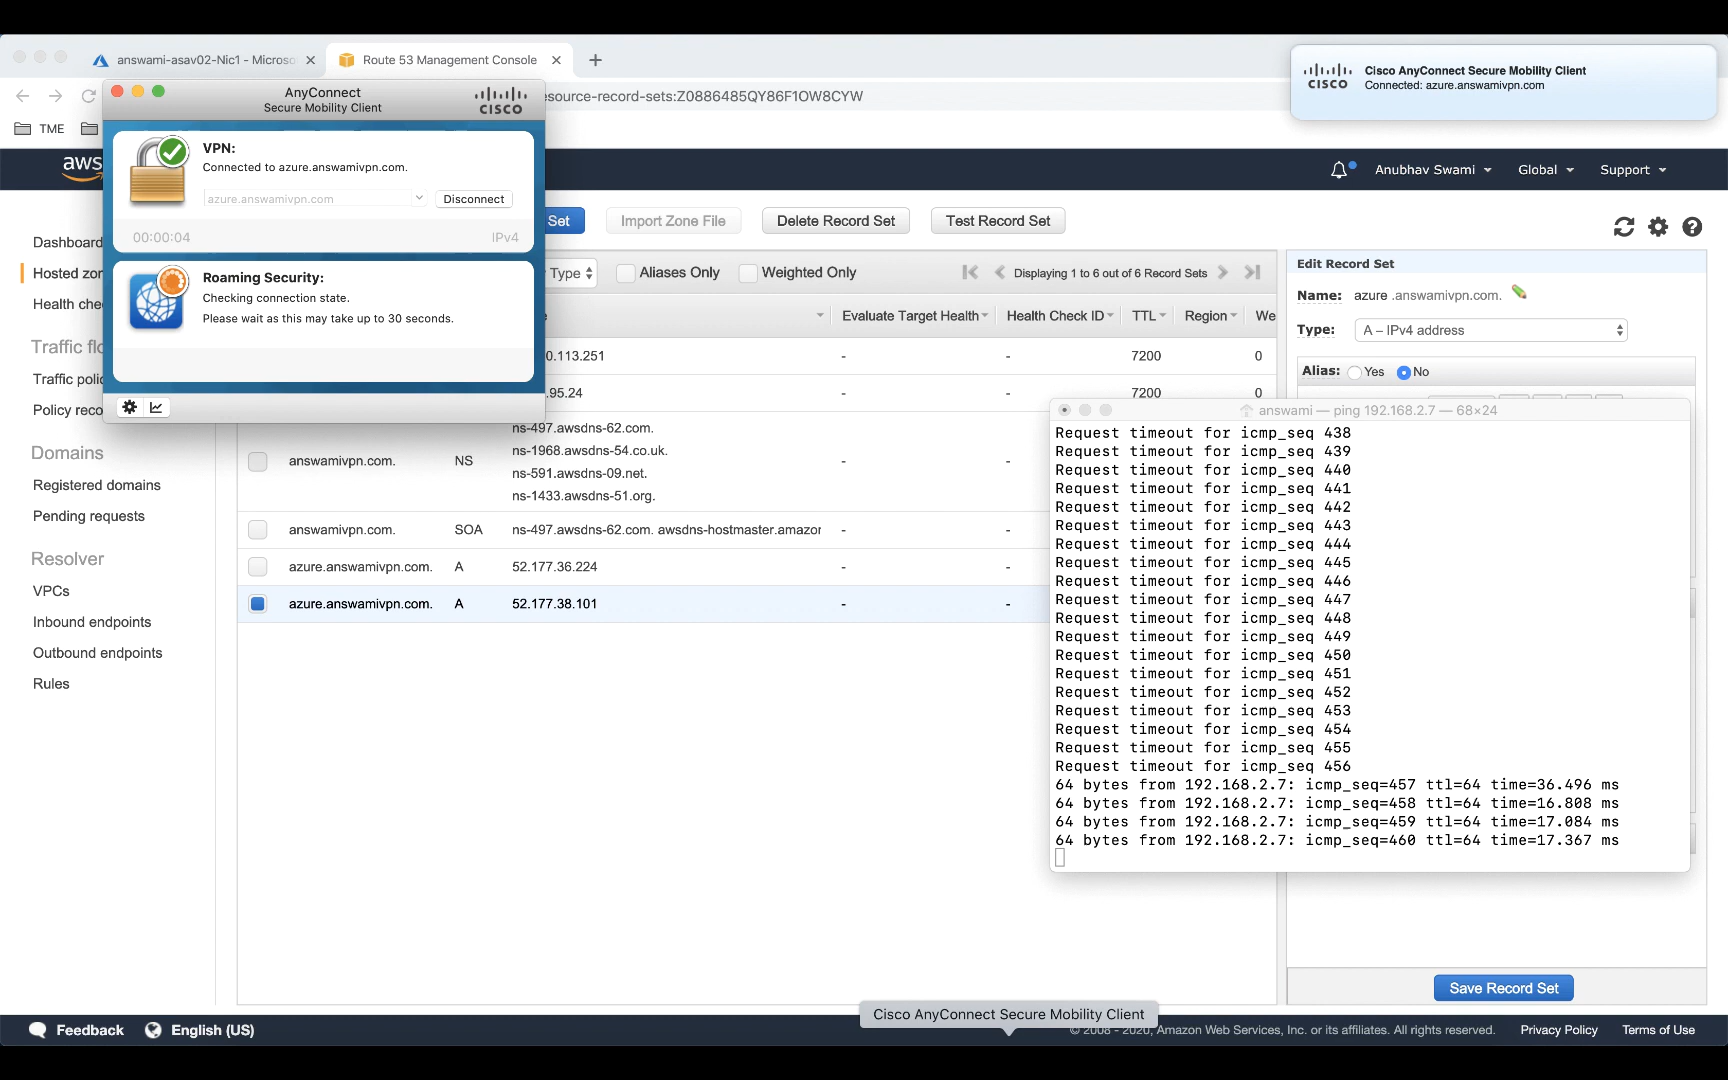 answami-asav02-Nic1 - Microso
Route 53 Management Console
Cisco AnyConnect Secure Mobility Client
Connected: azure.answamivpn.com
CISCO
AnyConnect
Secure Mobility Client
CISCO
esource-record-sets:Z0886485QY86F1OW8CYW
TME
VPN:
Connected to azure.answamivpn.com.
azure.answamivpn.com
Disconnect
00:00:04
IPv4
Roaming Security:
Checking connection state.
Please wait as this may take up to 30 seconds.
aws
Anubhav Swami
Global
Support
Set
Import Zone File
Delete Record Set
Test Record Set
Dashboard
Hosted zon
Health che
Traffic flo
Traffic polic
Policy reco
Domains
Registered domains
Pending requests
Resolver
VPCs
Inbound endpoints
Outbound endpoints
Rules
Type
Aliases Only
Weighted Only
Displaying 1 to 6 out of 6 Record Sets
Evaluate Target Health
Health Check ID
TTL
Region
We
0.113.251 - - 7200 0
.95.24 - - 7200 0
answamivpn.com. NS
ns-497.awsdns-62.com.
ns-1968.awsdns-54.co.uk.
ns-591.awsdns-09.net.
ns-1433.awsdns-51.org.
- -
answamivpn.com. SOA ns-497.awsdns-62.com. awsdns-hostmaster.amazon - -
azure.answamivpn.com. A 52.177.36.224 - -
azure.answamivpn.com. A 52.177.38.101 - -
Edit Record Set
Name: azure .answamivpn.com.
Type: A – IPv4 address
Alias: Yes No
answami — ping 192.168.2.7 — 68×24
Request timeout for icmp_seq 438
Request timeout for icmp_seq 439
Request timeout for icmp_seq 440
Request timeout for icmp_seq 441
Request timeout for icmp_seq 442
Request timeout for icmp_seq 443
Request timeout for icmp_seq 444
Request timeout for icmp_seq 445
Request timeout for icmp_seq 446
Request timeout for icmp_seq 447
Request timeout for icmp_seq 448
Request timeout for icmp_seq 449
Request timeout for icmp_seq 450
Request timeout for icmp_seq 451
Request timeout for icmp_seq 452
Request timeout for icmp_seq 453
Request timeout for icmp_seq 454
Request timeout for icmp_seq 455
Request timeout for icmp_seq 456
64 bytes from 192.168.2.7: icmp_seq=457 ttl=64 time=36.496 ms
64 bytes from 192.168.2.7: icmp_seq=458 ttl=64 time=16.808 ms
64 bytes from 192.168.2.7: icmp_seq=459 ttl=64 time=17.084 ms
64 bytes from 192.168.2.7: icmp_seq=460 ttl=64 time=17.367 ms
Save Record Set
Cisco AnyConnect Secure Mobility Client
Feedback
English (US)
© 2008 - 2020, Amazon Web Services, Inc. or its affiliates. All rights reserved.
Privacy Policy
Terms of Use